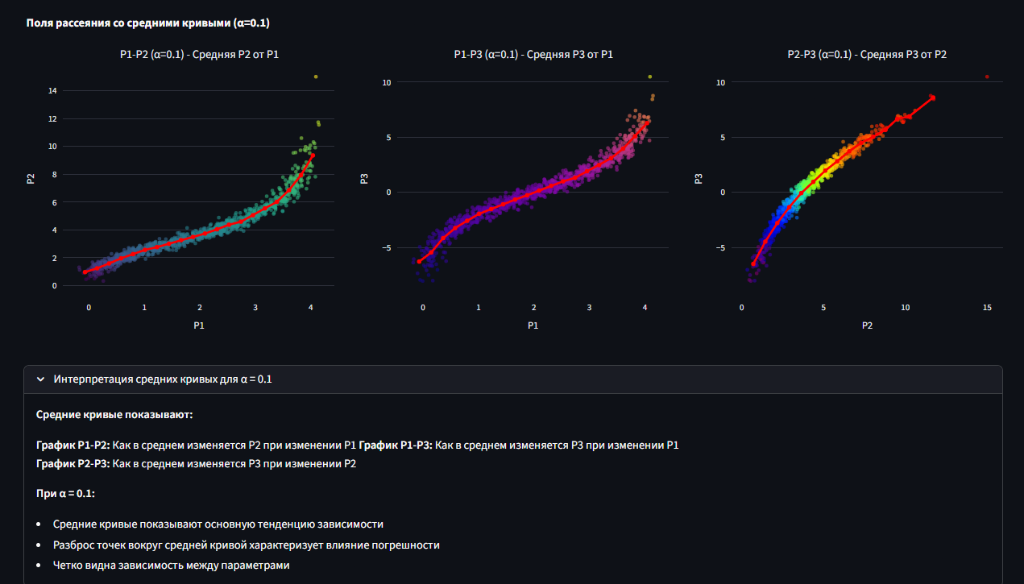 Поля рассеяния со средними кривыми (α=0.1)
P1-P2 (α=0.1) - Средняя P2 от P1
P2
14
12
10
8
6
4
2
0
0 1 2 3 4
P1
P1-P3 (α=0.1) - Средняя P3 от P1
P3
10
5
0
−5
0 1 2 3 4
P1
P2-P3 (α=0.1) - Средняя P3 от P2
P3
10
5
0
−5
0 5 10 15
P2
Интерпретация средних кривых для α = 0.1
Средние кривые показывают:
График P1-P2: Как в среднем изменяется P2 при изменении P1 График P1-P3: Как в среднем изменяется P3 при изменении P1
График P2-P3: Как в среднем изменяется P3 при изменении P2
При α = 0.1:
• Средние кривые показывают основную тенденцию зависимости
• Разброс точек вокруг средней кривой характеризует влияние погрешности
• Четко видна зависимость между параметрами